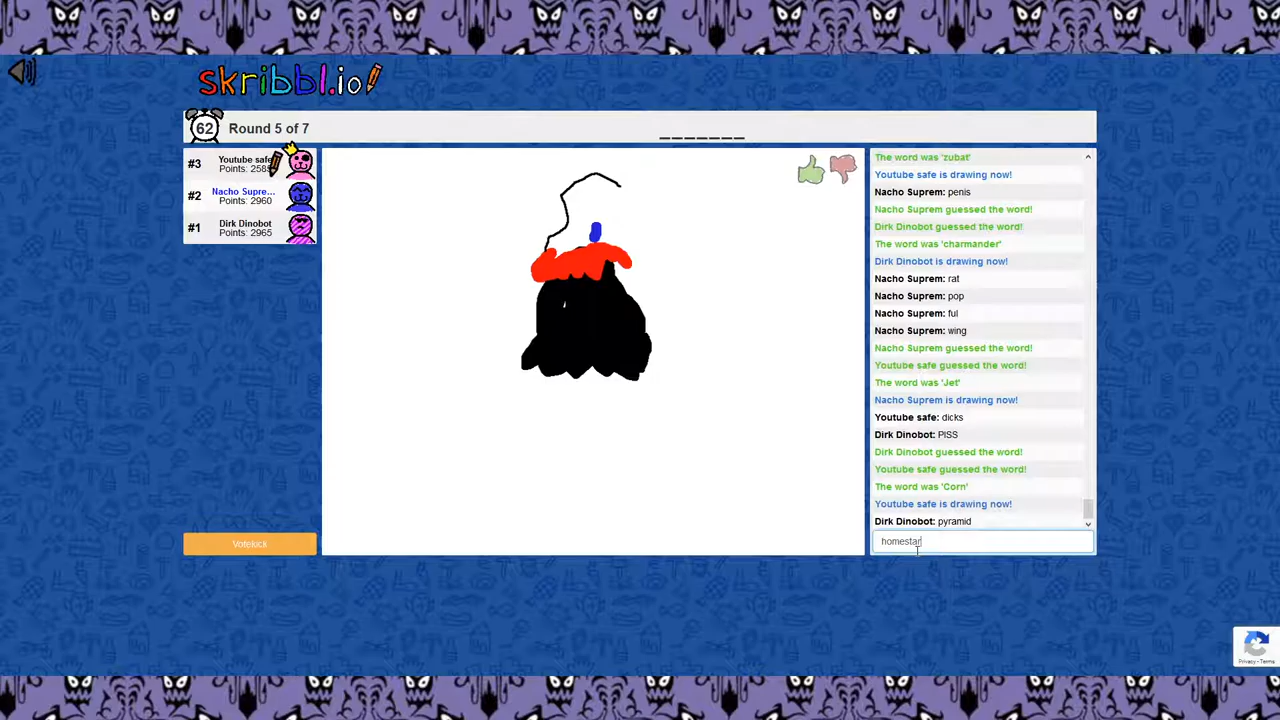 skribbl.io
62
Round 5 of 7
_______
#3
Youtube safe
Points: 2585
#2
Nacho Supre...
Points: 2960
#1
Dirk Dinobot
Points: 2965
Votekick
The word was 'zubat'
Youtube safe is drawing now!
Nacho Suprem: penis
Nacho Suprem guessed the word!
Dirk Dinobot guessed the word!
The word was 'charmander'
Dirk Dinobot is drawing now!
Nacho Suprem: rat
Nacho Suprem: pop
Nacho Suprem: ful
Nacho Suprem: wing
Nacho Suprem guessed the word!
Youtube safe guessed the word!
The word was 'Jet'
Nacho Suprem is drawing now!
Youtube safe: dicks
Dirk Dinobot: PISS
Dirk Dinobot guessed the word!
Youtube safe guessed the word!
The word was 'Corn'
Youtube safe is drawing now!
Dirk Dinobot: pyramid
homestar
Privacy - Terms